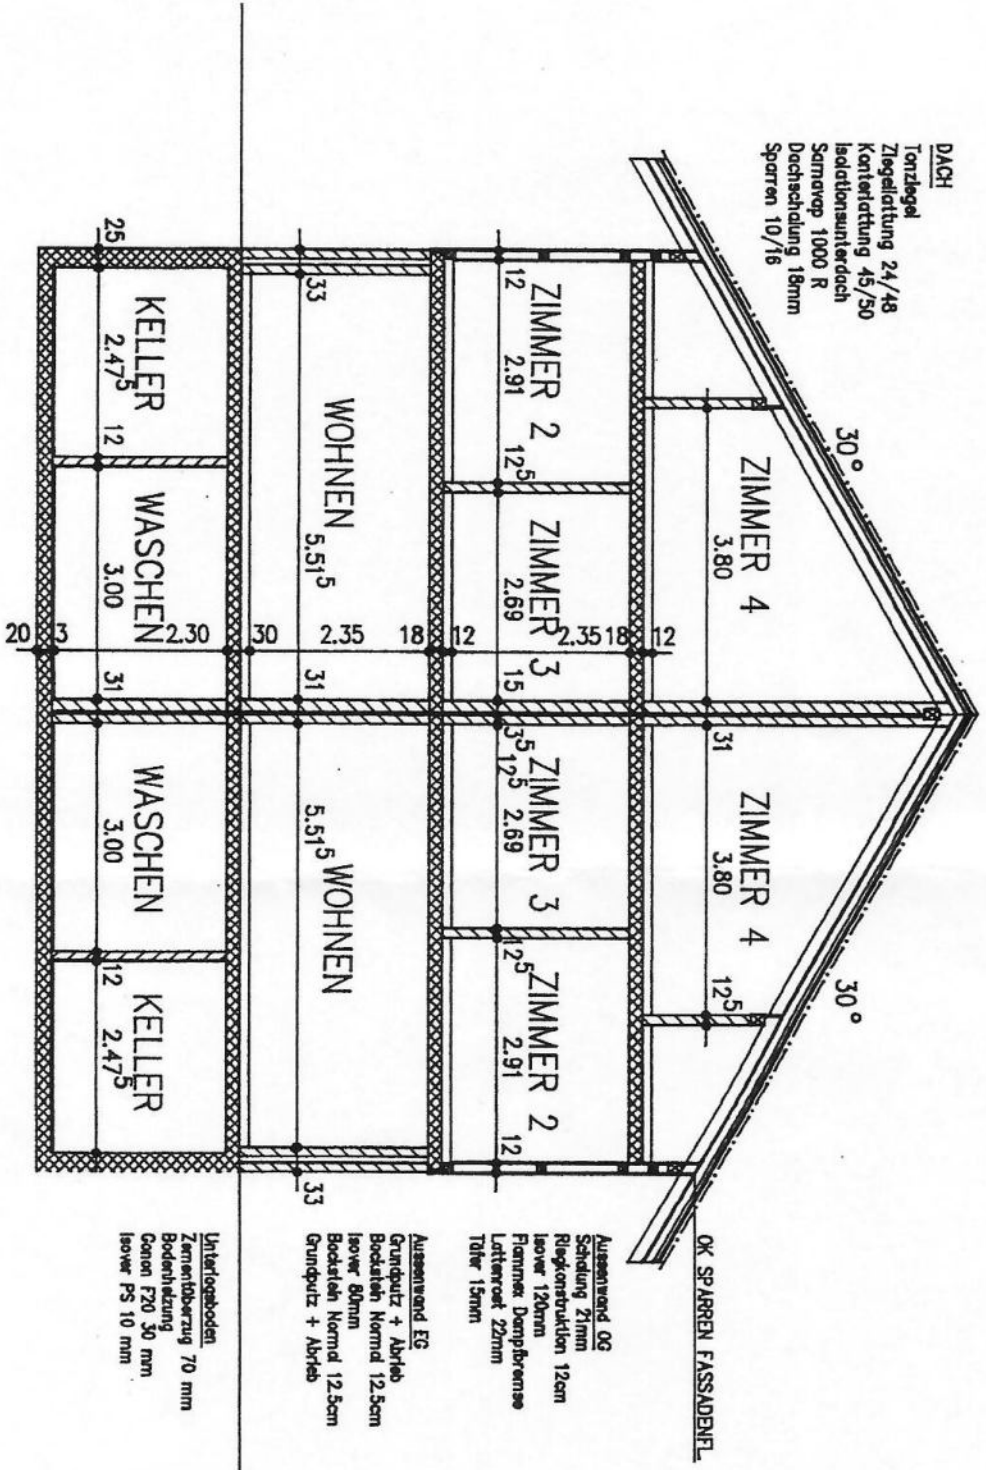 DACH
Tonziegel
Ziegellattung 24/48
Konterlattung 45/50
Isolationsunterdach
Sarnavap 1000 R
Dachschalung 18mm
Sparren 10/16
30°
30°
OK SPARREN FASSADENFL.
ZIMMER 4
3.80
31
ZIMMER 4
3.80
12⁵
ZIMMER 2
12
2.91
12⁵
ZIMMER 3
2.69
15
3⁵
12⁵
ZIMMER 3
2.69
12⁵
ZIMMER 2
2.91
12
WOHNEN
33
5.51⁵
31
WOHNEN
5.51⁵
33
KELLER
25
2.47⁵
12
WASCHEN
3.00
31
WASCHEN
3.00
12
KELLER
2.47⁵
12
18
2.35
12
18
2.35
30
2.30
3
20
Aussenwand OG
Schalung 21mm
Riegkonstruktion 12cm
Isover 120mm
Flammex Dampfbremse
Lattenrost 22mm
Täfer 15mm
Aussenwand EG
Grundputz + Abrieb
Backstein Normal 12.5cm
Isover 80mm
Backstein Normal 12.5cm
Grundputz + Abrieb
Unterlagsboden
Zementüberzug 70 mm
Bodenheizung
Gonon F20 30 mm
Isover PS 10 mm